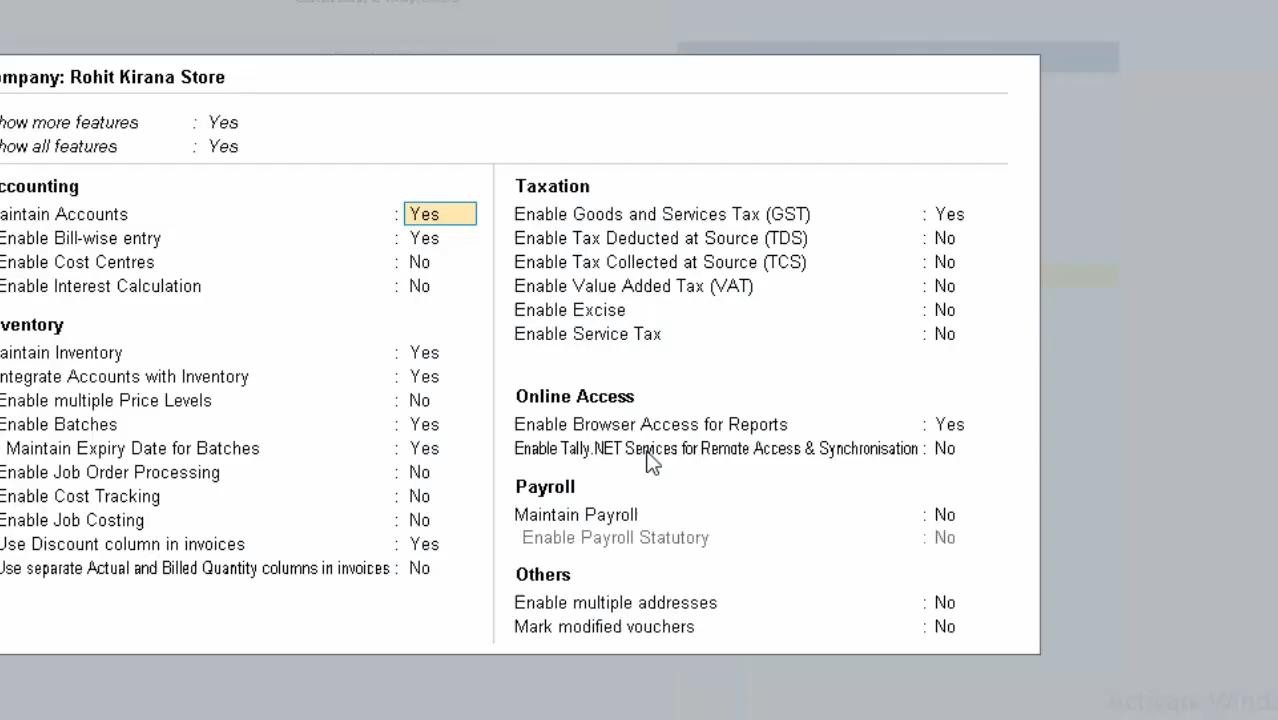 ompany: Rohit Kirana Store
how more features : Yes
how all features : Yes
ccounting
aintain Accounts : Yes
Enable Bill-wise entry : Yes
Enable Cost Centres : No
Enable Interest Calculation : No
ventory
aintain Inventory : Yes
ntegrate Accounts with Inventory : Yes
Enable multiple Price Levels : No
Enable Batches : Yes
Maintain Expiry Date for Batches : Yes
Enable Job Order Processing : No
Enable Cost Tracking : No
Enable Job Costing : No
Use Discount column in invoices : Yes
Use separate Actual and Billed Quantity columns in invoices : No
Taxation
Enable Goods and Services Tax (GST) : Yes
Enable Tax Deducted at Source (TDS) : No
Enable Tax Collected at Source (TCS) : No
Enable Value Added Tax (VAT) : No
Enable Excise : No
Enable Service Tax : No
Online Access
Enable Browser Access for Reports : Yes
Enable Tally.NET Services for Remote Access & Synchronisation : No
Payroll
Maintain Payroll : No
Enable Payroll Statutory : No
Others
Enable multiple addresses : No
Mark modified vouchers : No